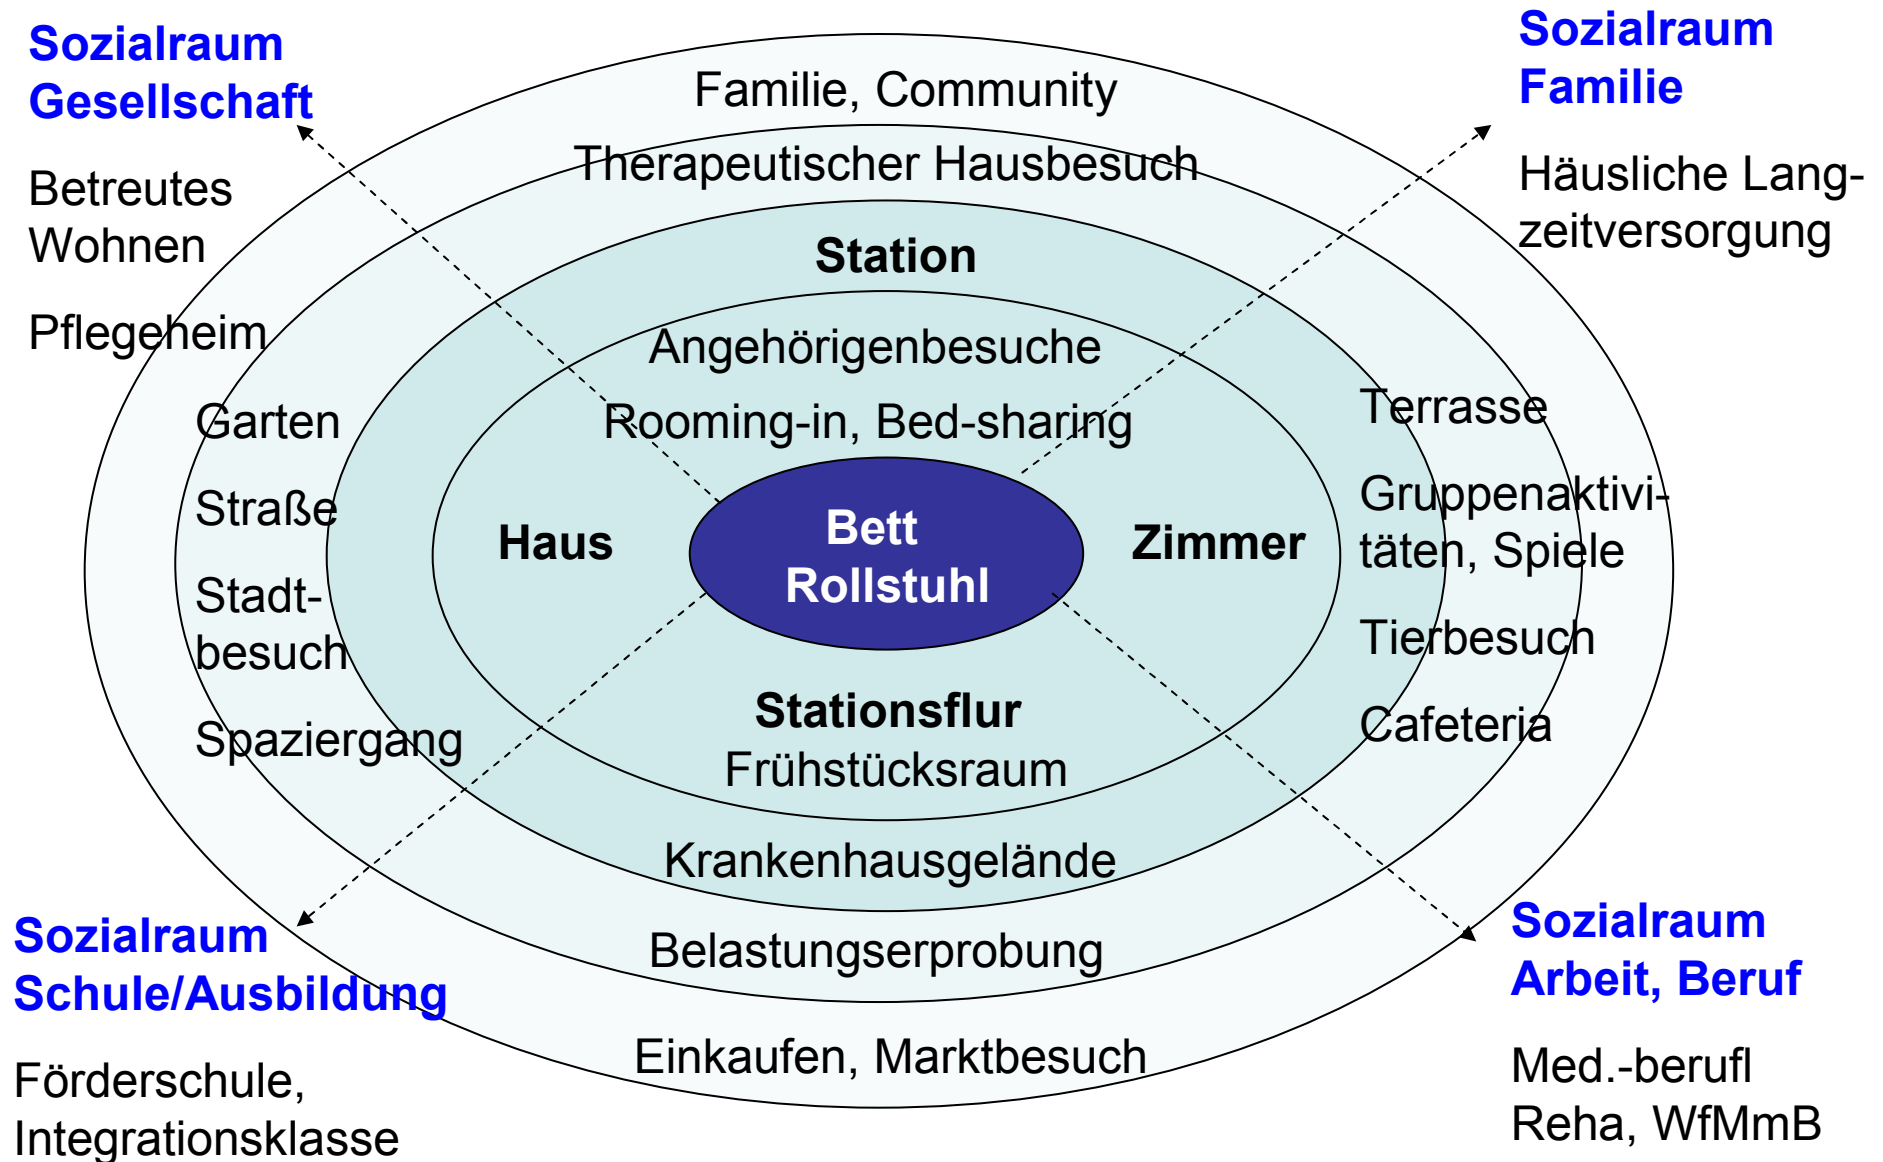 Sozialraum
Gesellschaft
Betreutes
Wohnen
Pflegeheim
Sozialraum
Familie
Häusliche Lang-
zeitversorgung
Familie, Community
Therapeutischer Hausbesuch
Station
Angehörigenbesuche
Rooming-in, Bed-sharing
Garten
Straße
Stadt-
besuch
Spaziergang
Haus
Bett
Rollstuhl
Zimmer
Terrasse
Gruppenaktivi-
täten, Spiele
Tierbesuch
Cafeteria
Stationsflur
Frühstücksraum
Krankenhausgelände
Belastungserprobung
Einkaufen, Marktbesuch
Sozialraum
Schule/Ausbildung
Förderschule,
Integrationsklasse
Sozialraum
Arbeit, Beruf
Med.-berufl
Reha, WfMmB